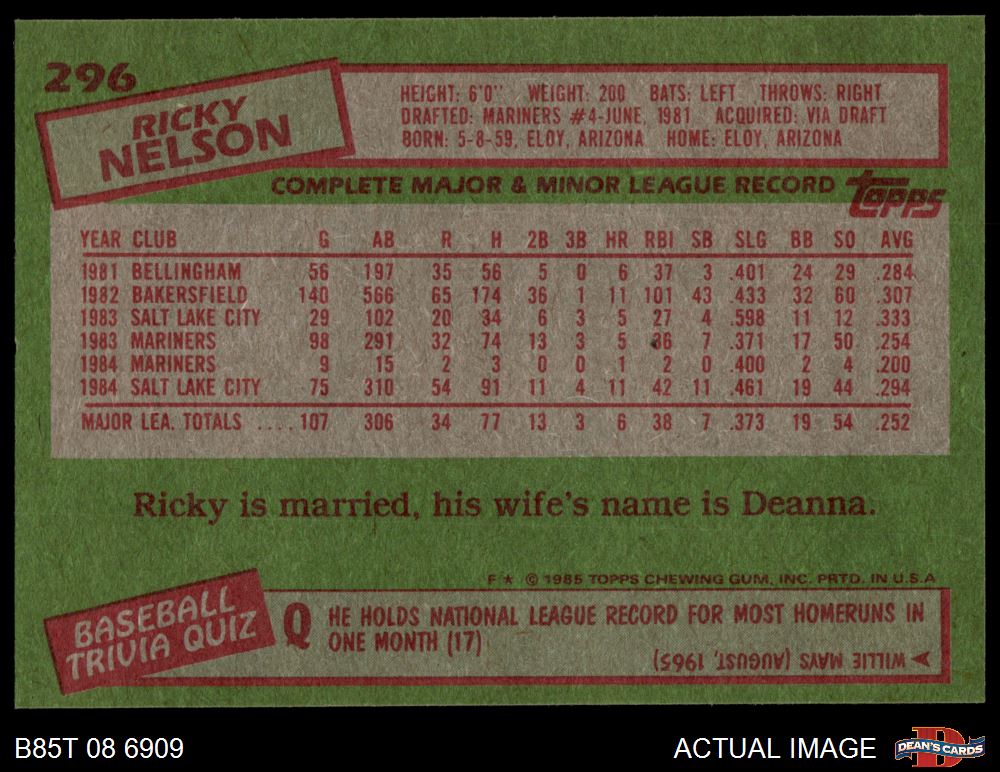 296
RICKY
NELSON
HEIGHT: 6'0" WEIGHT: 200 BATS: LEFT THROWS: RIGHT
DRAFTED: MARINERS #4-JUNE, 1981 ACQUIRED: VIA DRAFT
BORN: 5-8-59, ELOY, ARIZONA HOME: ELOY, ARIZONA
COMPLETE MAJOR & MINOR LEAGUE RECORD
Topps
YEAR CLUB G AB R H 2B 3B HR RBI SB SLG BB SO AVG
1981 BELLINGHAM 56 197 35 56 5 0 6 37 3 .401 24 29 .284
1982 BAKERSFIELD 140 566 65 174 36 1 11 101 43 .433 32 60 .307
1983 SALT LAKE CITY 29 102 20 34 6 3 5 27 4 .598 11 12 .333
1983 MARINERS 98 291 32 74 13 3 5 36 7 .371 17 50 .254
1984 MARINERS 9 15 2 3 0 0 1 2 0 .400 2 4 .200
1984 SALT LAKE CITY 75 310 54 91 11 4 11 42 11 .461 19 44 .294
MAJOR LEA. TOTALS .... 107 306 34 77 13 3 6 38 7 .373 19 54 .252
Ricky is married, his wife's name is Deanna.
F ★ © 1985 TOPPS CHEWING GUM, INC. PRTD. IN U.S.A
BASEBALL
TRIVIA QUIZ
Q HE HOLDS NATIONAL LEAGUE RECORD FOR MOST HOMERUNS IN
ONE MONTH (17)
WILLIE MAYS (AUGUST, 1965)
B85T 08 6909
ACTUAL IMAGE
DEAN'S CARDS